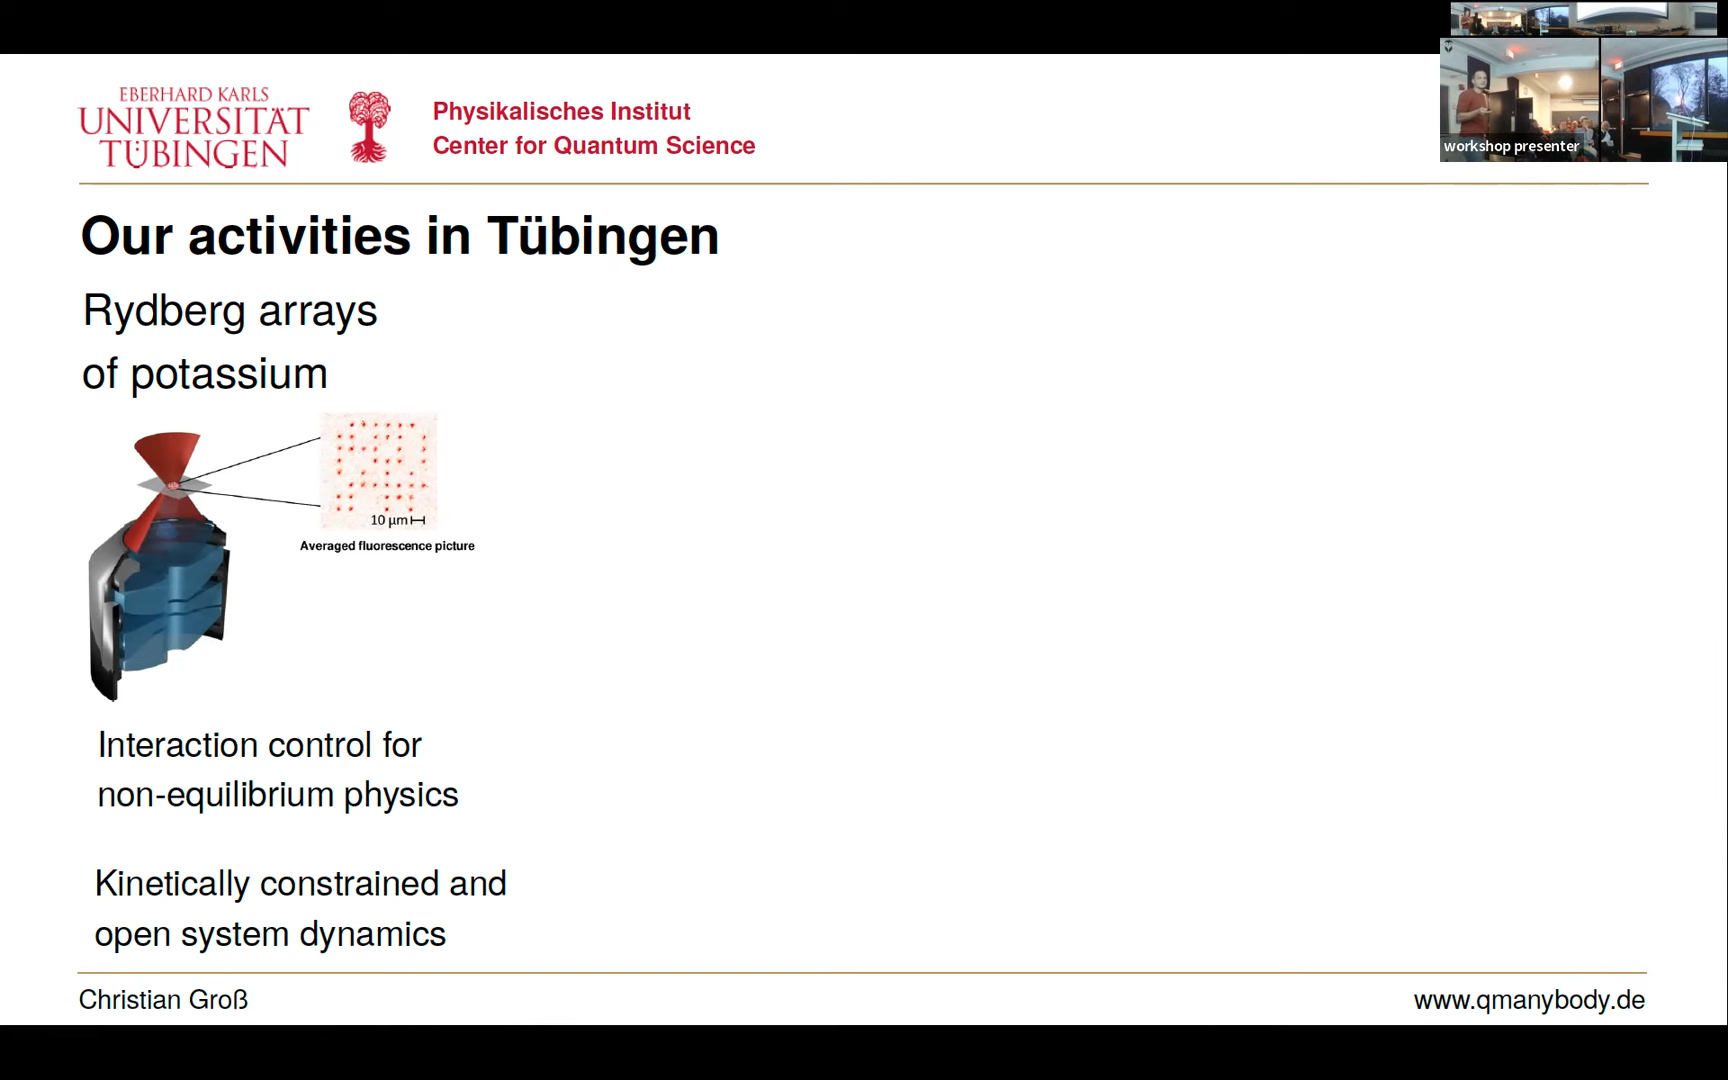 EBERHARD KARLS
UNIVERSITÄT
TÜBINGEN
Physikalisches Institut
Center for Quantum Science
workshop presenter
Our activities in Tübingen
Rydberg arrays
of potassium
10 µm
Averaged fluorescence picture
Interaction control for
non-equilibrium physics
Kinetically constrained and
open system dynamics
Christian Groß
www.qmanybody.de